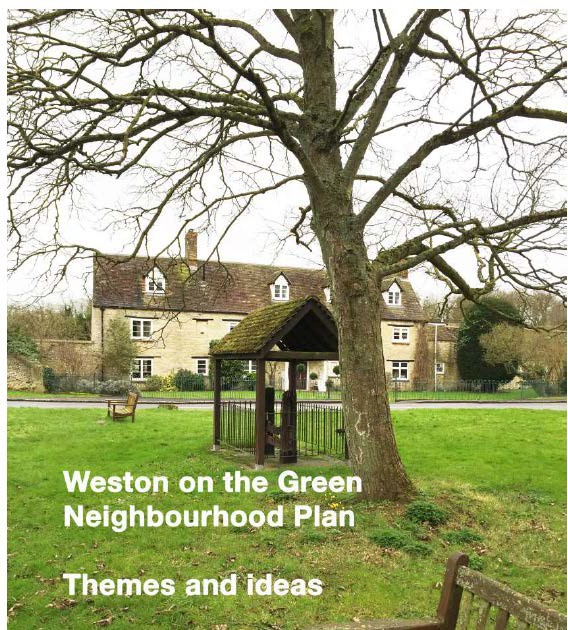 Weston on the Green
Neighbourhood Plan
Themes and ideas